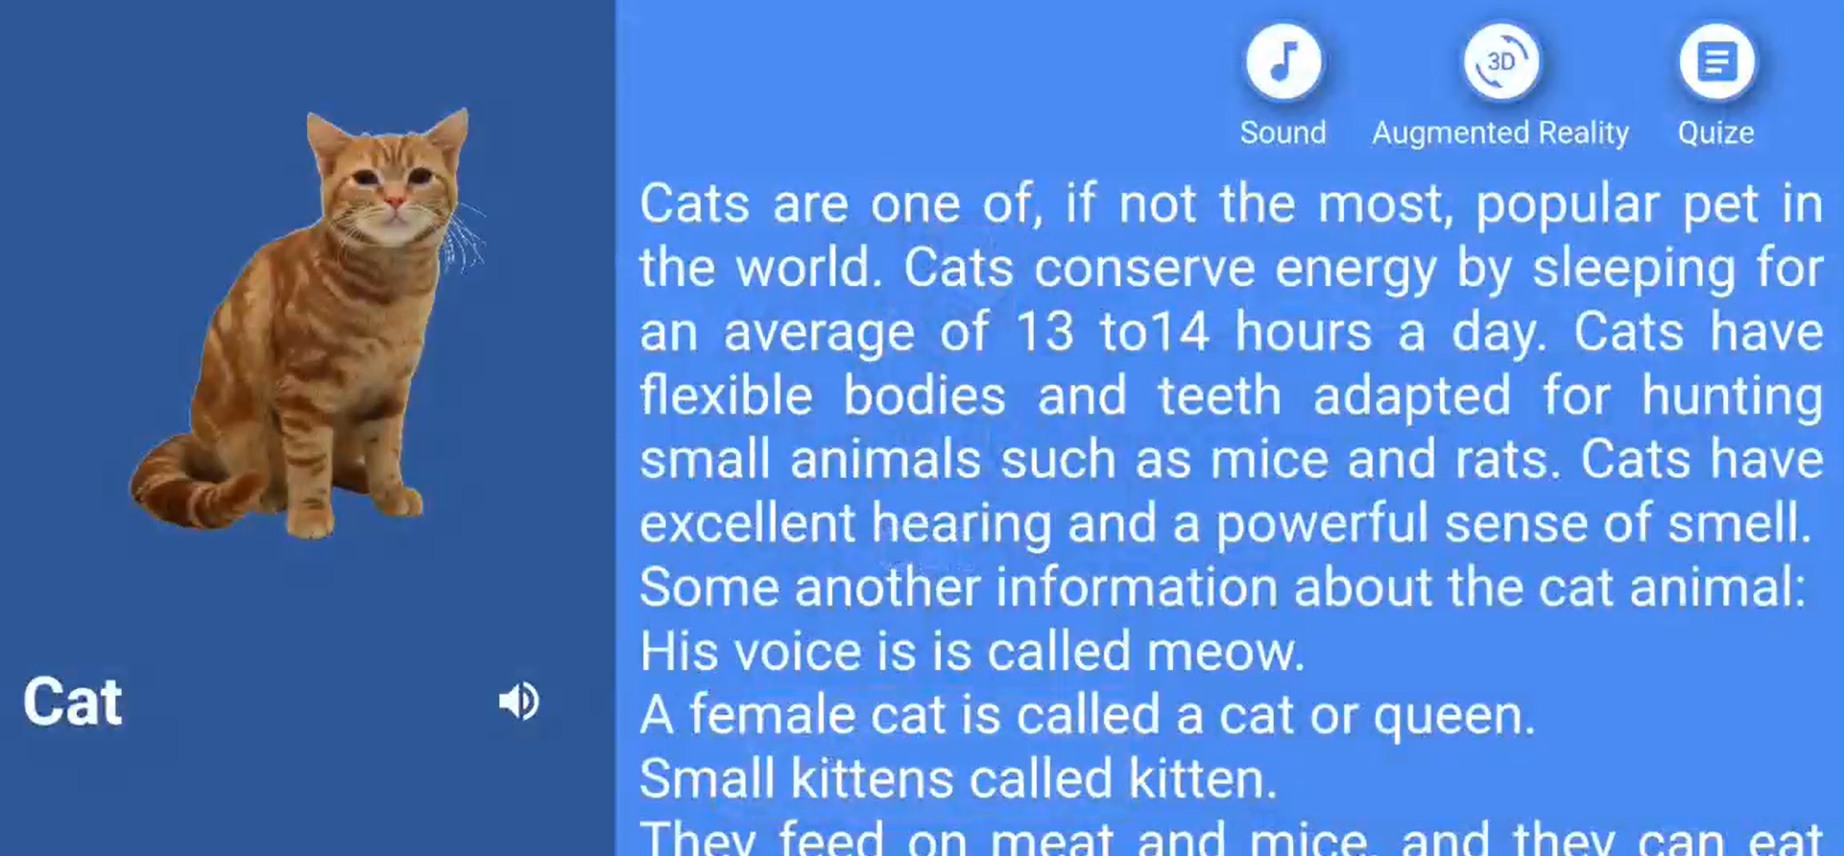 3D
Sound Augmented Reality Quize
Cats are one of, if not the most, popular pet in
the world. Cats conserve energy by sleeping for
an average of 13 to14 hours a day. Cats have
flexible bodies and teeth adapted for hunting
small animals such as mice and rats. Cats have
excellent hearing and a powerful sense of smell.
Some another information about the cat animal:
His voice is is called meow.
A female cat is called a cat or queen.
Small kittens called kitten.
They feed on meat and mice, and they can eat
Cat